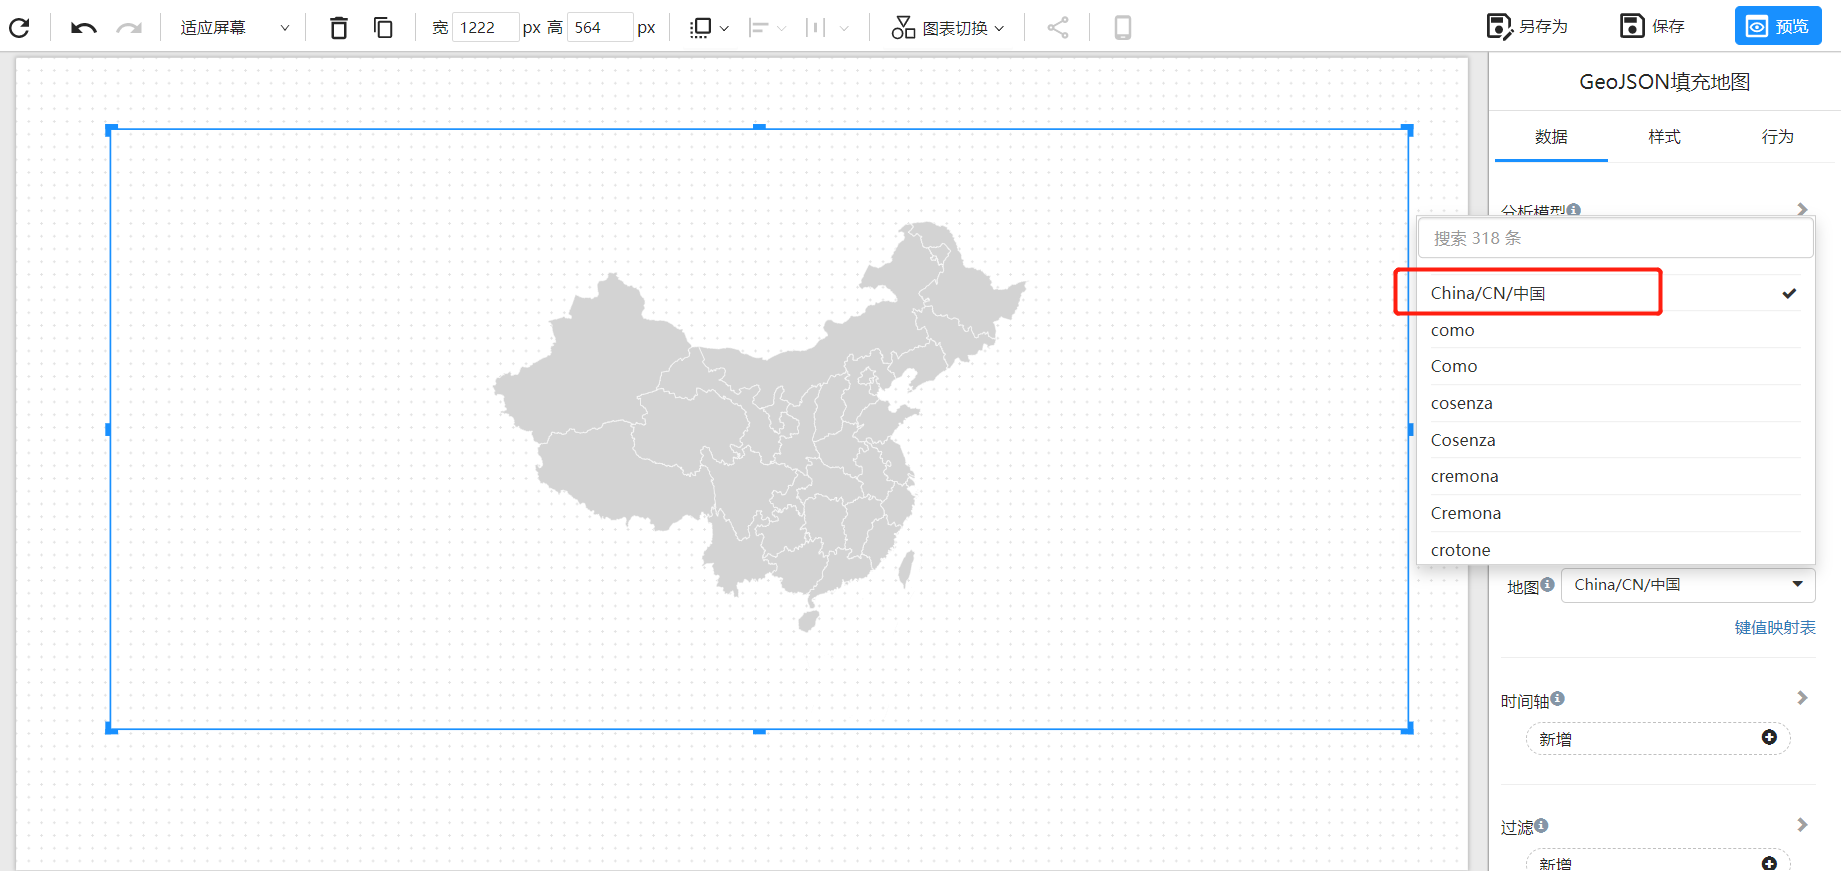 适应屏幕
宽 1222 px 高 564 px
图表切换
另存为
保存
预览
GeoJSON填充地图
数据 样式 行为
分析模型
搜索 318 条
China/CN/中国
como
Como
cosenza
Cosenza
cremona
Cremona
crotone
地图 China/CN/中国
键值映射表
时间轴
新增
过滤
新增